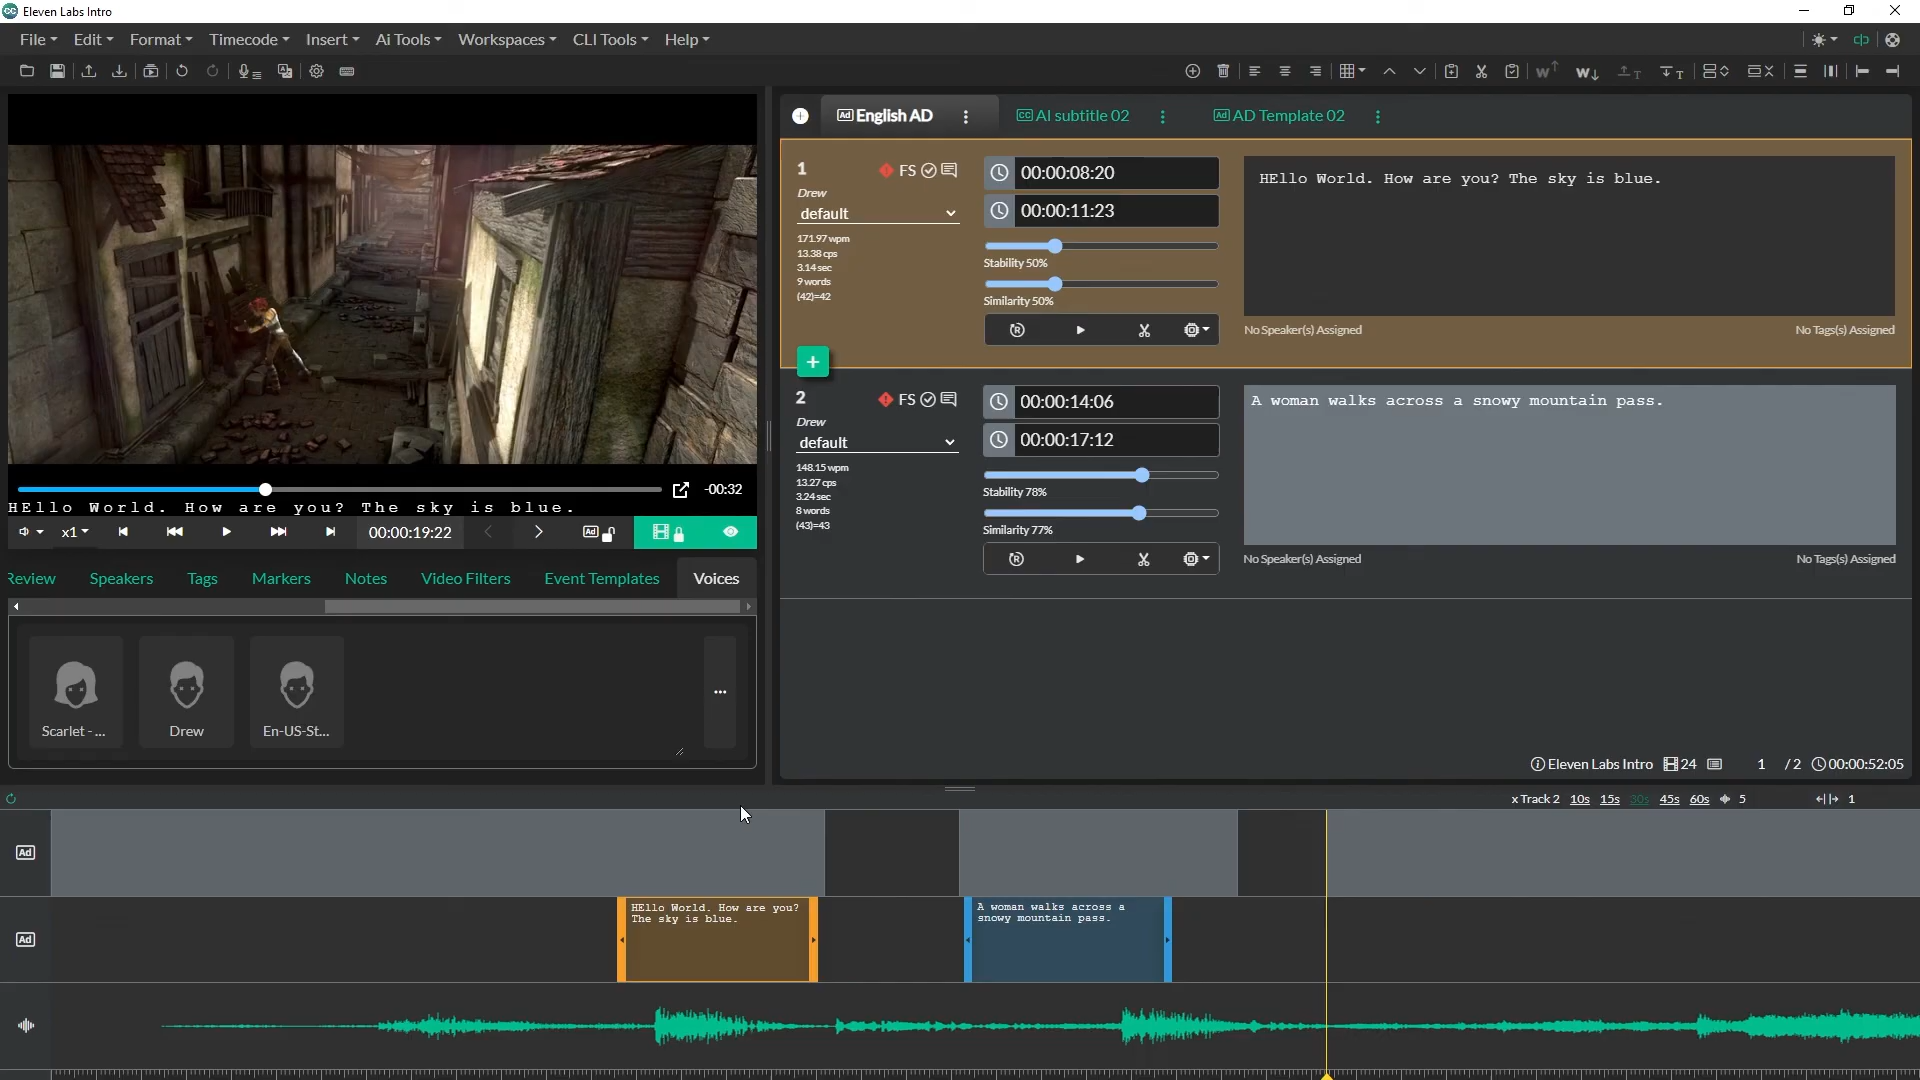 Eleven Labs Intro
File Edit Format Timecode Insert Ai Tools Workspaces CLI Tools Help
English AD
AI subtitle 02
AD Template 02
1 FS
Drew
default
171.97 wpm
13.38 cps
3.14 sec
9 words
(42)=42
00:00:08:20
00:00:11:23
Stability 50%
Similarity 50%
HEllo World. How are you? The sky is blue.
No Speaker(s) Assigned
No Tags(s) Assigned
2 FS
Drew
default
148.15 wpm
13.27 cps
3.24 sec
8 words
(43)=43
00:00:14:06
00:00:17:12
Stability 78%
Similarity 77%
A woman walks across a snowy mountain pass.
No Speaker(s) Assigned
No Tags(s) Assigned
-00:32
HEllo World. How are you? The sky is blue.
x1 00:00:19:22 Ad
Review Speakers Tags Markers Notes Video Filters Event Templates Voices
Scarlet - ...
Drew
En-US-St...
Eleven Labs Intro 24 1 / 2 00:00:52:05
x Track 2 10s 15s 30s 45s 60s 5 1
Ad
Ad
HEllo World. How are you?
The sky is blue.
A woman walks across a
snowy mountain pass.